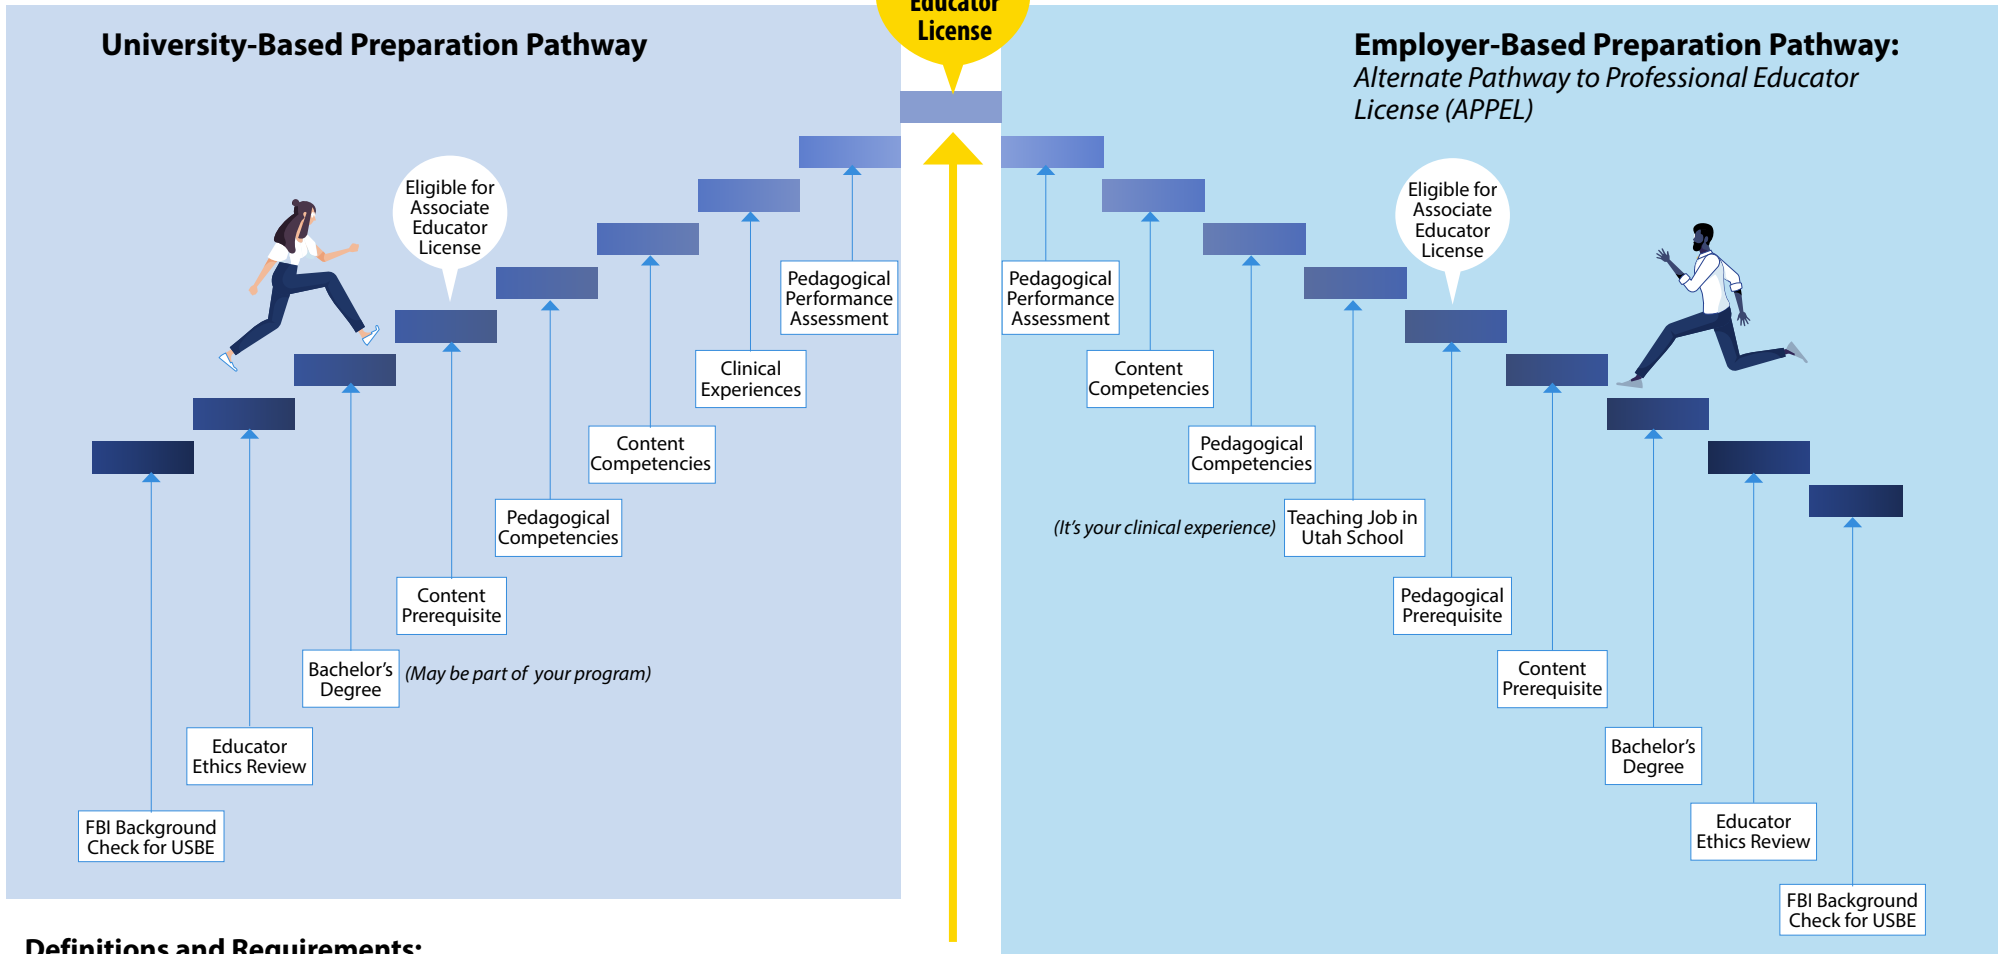 Educator
License
University-Based Preparation Pathway
Eligible for
Associate
Educator
License
Pedagogical
Performance
Assessment
Clinical
Experiences
Content
Competencies
Pedagogical
Competencies
Content
Prerequisite
Bachelor's
Degree
(May be part of your program)
Educator
Ethics Review
FBI Background
Check for USBE
Employer-Based Preparation Pathway:
Alternate Pathway to Professional Educator
License (APPEL)
Eligible for
Associate
Educator
License
Pedagogical
Performance
Assessment
Content
Competencies
Pedagogical
Competencies
(It's your clinical experience)
Teaching Job in
Utah School
Pedagogical
Prerequisite
Content
Prerequisite
Bachelor's
Degree
Educator
Ethics Review
FBI Background
Check for USBE
Definitions and Requirements: